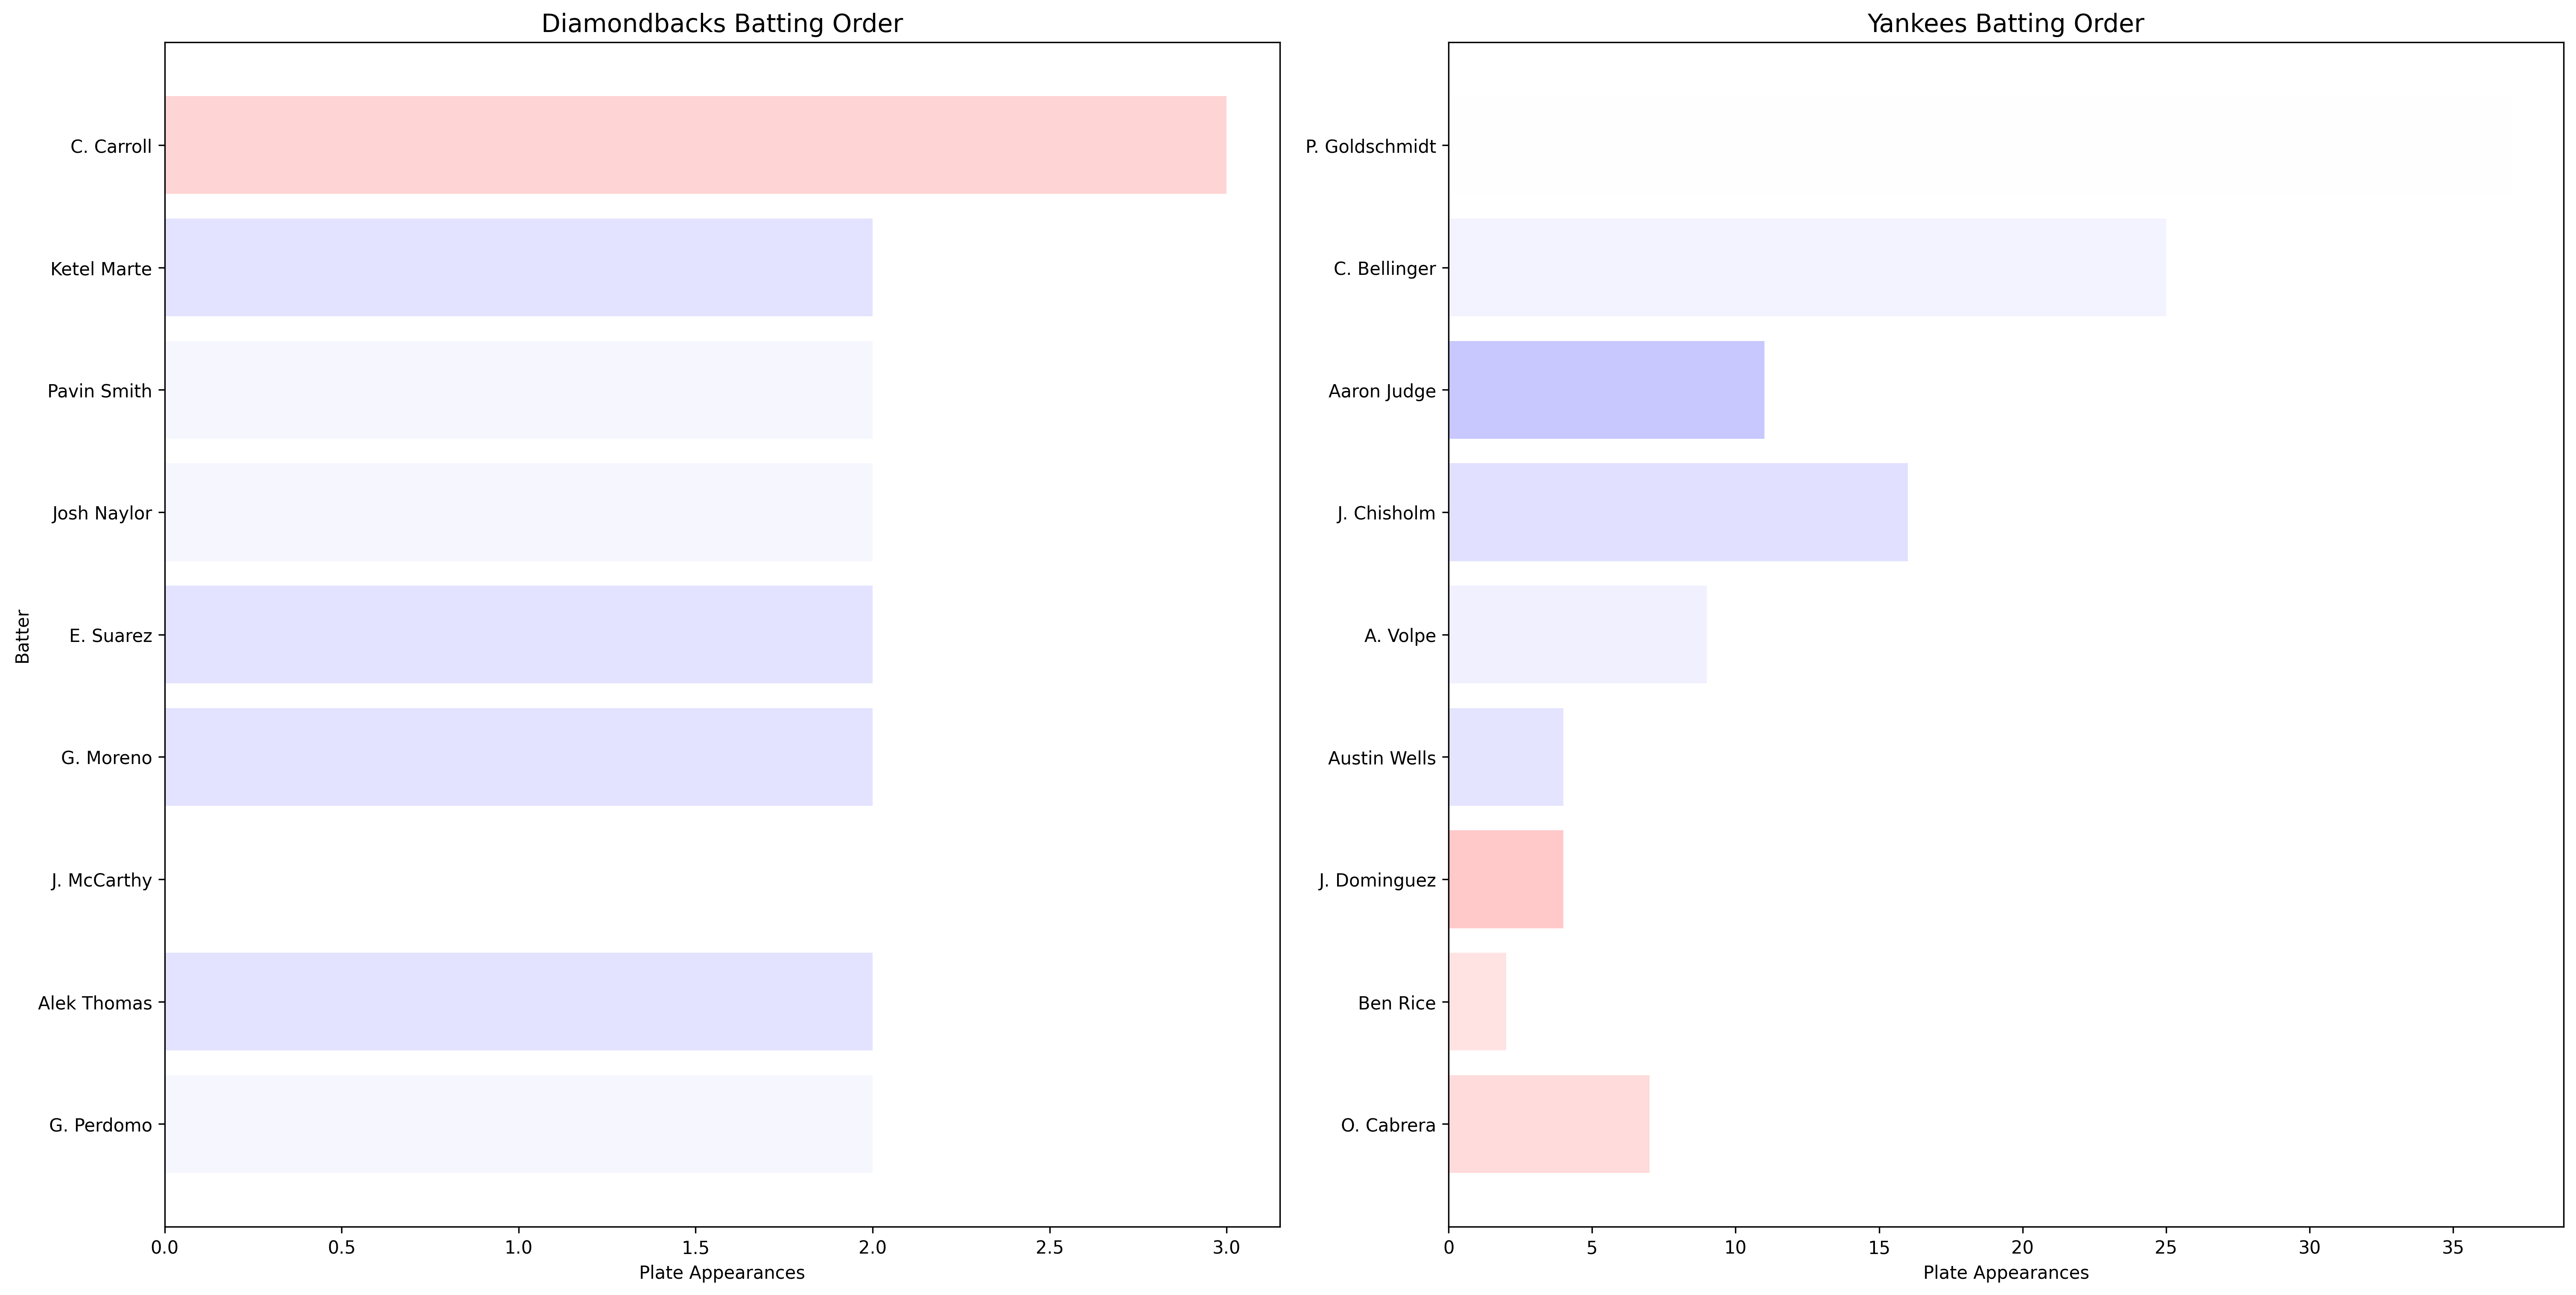 Diamondbacks Batting Order
Batter
C. Carroll
Ketel Marte
Pavin Smith
Josh Naylor
E. Suarez
G. Moreno
J. McCarthy
Alek Thomas
G. Perdomo
0.0 0.5 1.0 1.5 2.0 2.5 3.0
Plate Appearances
Yankees Batting Order
P. Goldschmidt
C. Bellinger
Aaron Judge
J. Chisholm
A. Volpe
Austin Wells
J. Dominguez
Ben Rice
O. Cabrera
0 5 10 15 20 25 30 35
Plate Appearances